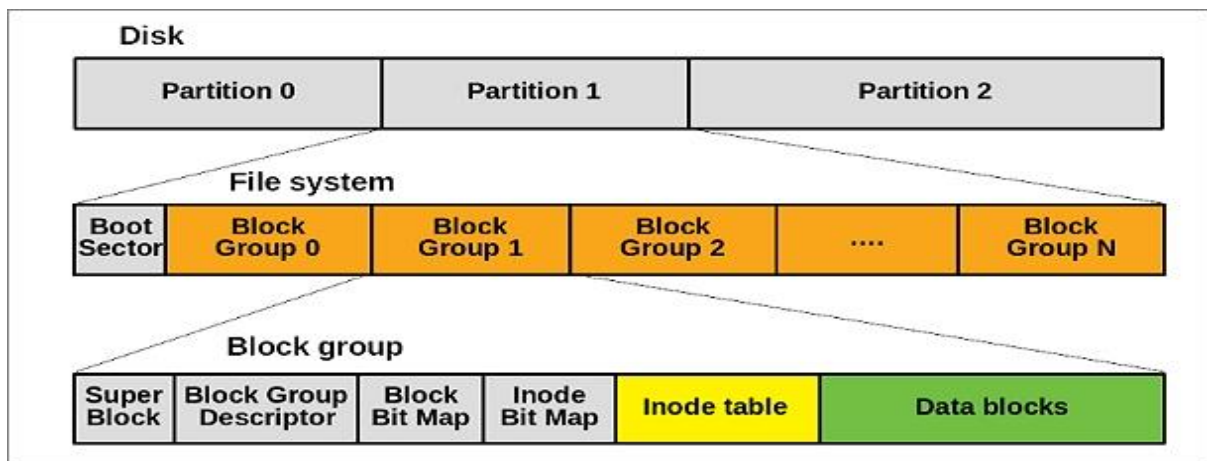 Disk
Partition 0
Partition 1
Partition 2
File system
Boot
Sector
Block
Group 0
Block
Group 1
Block
Group 2
....
Block
Group N
Block group
Super
Block
Block Group
Descriptor
Block
Bit Map
Inode
Bit Map
Inode table
Data blocks